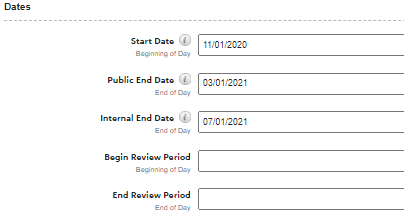 Dates
Start Date 11/01/2020
Beginning of Day
Public End Date 03/01/2021
End of Day
Internal End Date 07/01/2021
End of Day
Begin Review Period
Beginning of Day
End Review Period
End of Day